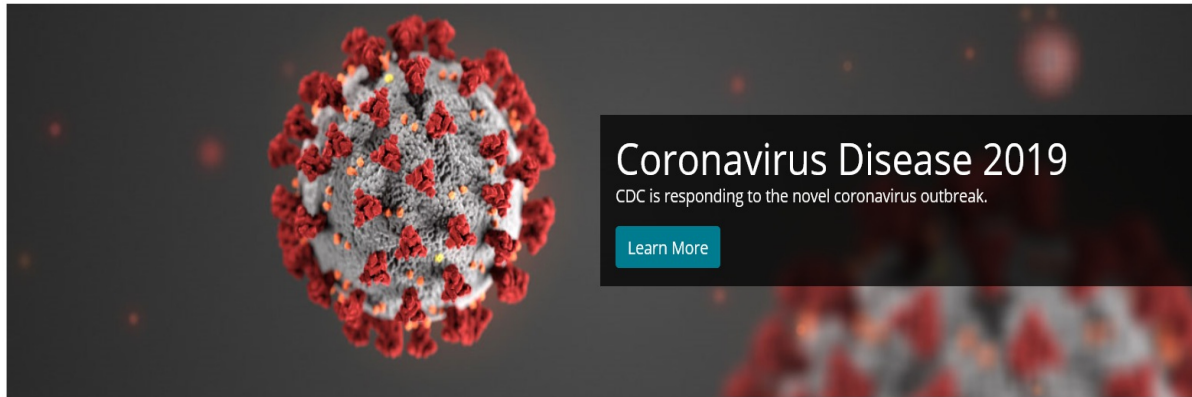 Coronavirus Disease 2019
CDC is responding to the novel coronavirus outbreak.
Learn More